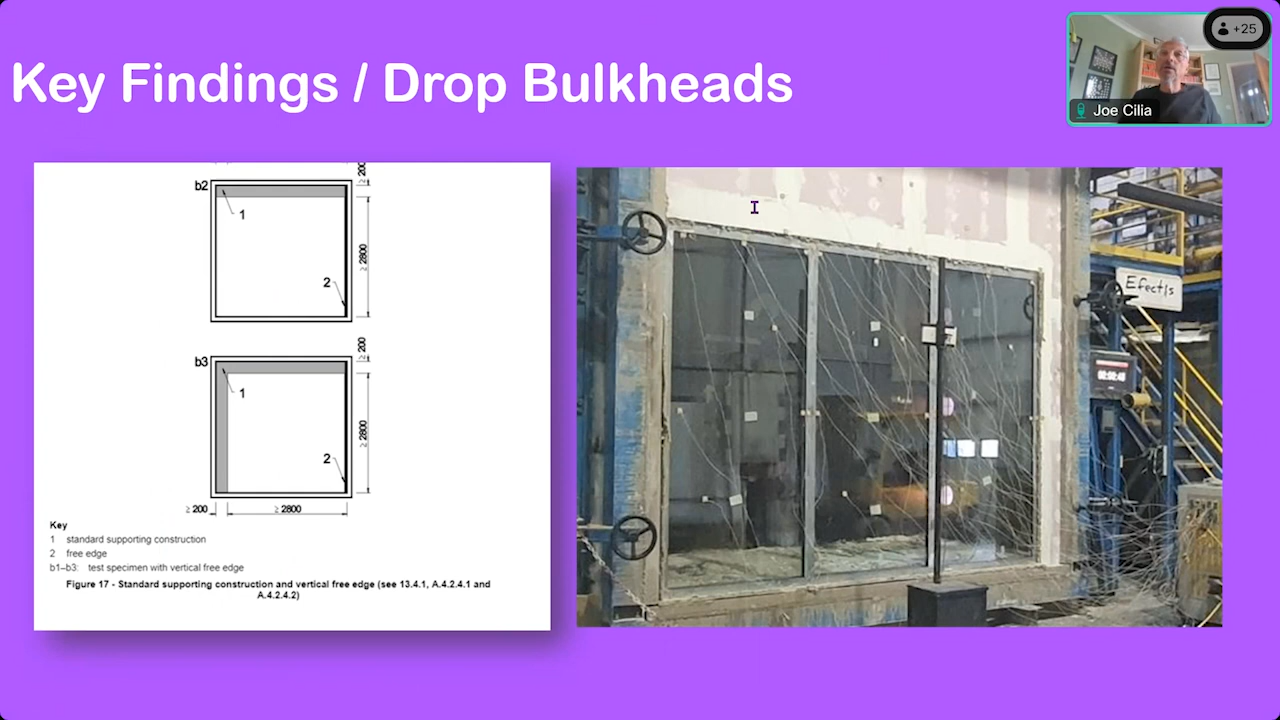 Key Findings / Drop Bulkheads
+25
Joe Cilia
b2
1
2
≥ 200
≥ 2800
b3
1
2
≥ 200
≥ 2800
≥ 200
≥ 2800
Key
1 standard supporting construction
2 free edge
b1–b3: test specimen with vertical free edge
Figure 17 - Standard supporting construction and vertical free edge (see 13.4.1, A.4.2.4.1 and
A.4.2.4.2)
Efectis